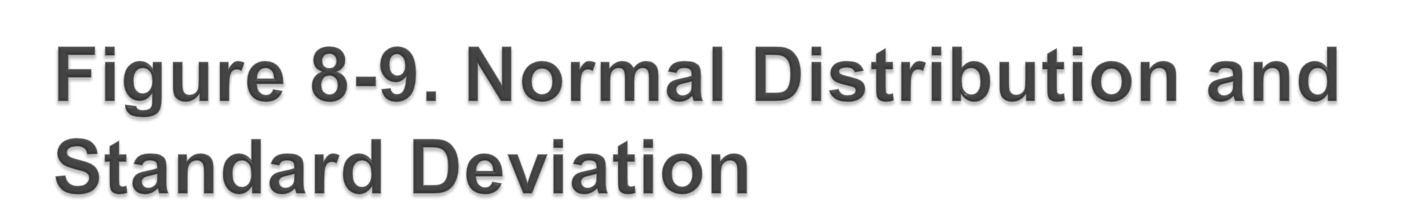 Figure 8-9. Normal Distribution and
Standard Deviation